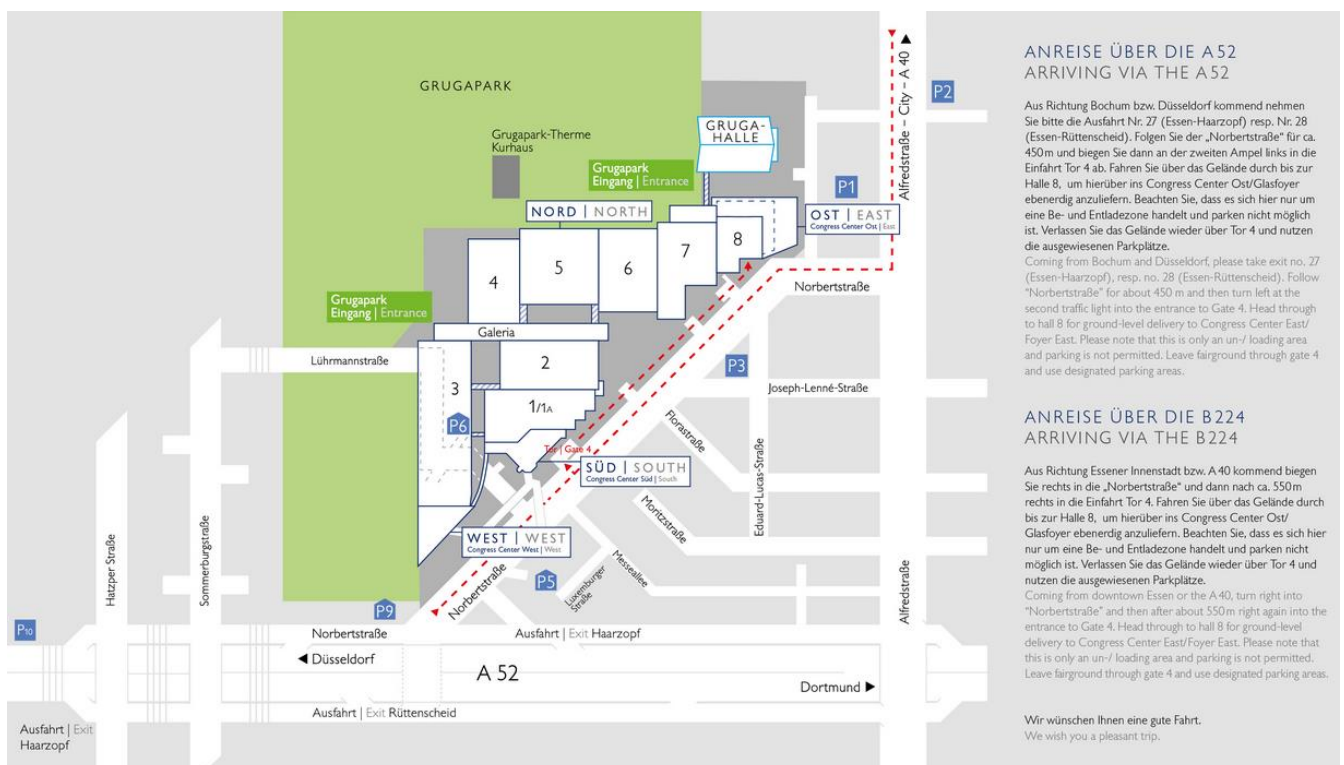 GRUGAPARK
Grugapark-Therme
Kurhaus
GRUGA-
HALLE
Grugapark
Eingang | Entrance
NORD | NORTH
OST | EAST
Congress Center Ost | East
P1
P2
Alfredstraße – City – A 40
4
5
6
7
8
Norbertstraße
Grugapark
Eingang | Entrance
Galeria
Lührmannstraße
3
2
1/1A
P6
P3
Joseph-Lenné-Straße
Florastraße
Tor | Gate 4
SÜD | SOUTH
Congress Center Süd | South
Eduard-Lucas-Straße
Moritzstraße
WEST | WEST
Congress Center West | West
Messeallee
Luxemburger
Straße
P5
Norbertstraße
Hatzper Straße
Sommerburgstraße
Alfredstraße
P9
P10
Norbertstraße
Ausfahrt | Exit Haarzopf
Düsseldorf
A 52
Dortmund
Ausfahrt | Exit Rüttenscheid
Ausfahrt | Exit
Haarzopf
ANREISE ÜBER DIE A 52
ARRIVING VIA THE A 52
Aus Richtung Bochum bzw. Düsseldorf kommend nehmen
Sie bitte die Ausfahrt Nr. 27 (Essen-Haarzopf) resp. Nr. 28
(Essen-Rüttenscheid). Folgen Sie der „Norbertstraße“ für ca.
450 m und biegen Sie dann an der zweiten Ampel links in die
Einfahrt Tor 4 ab. Fahren Sie über das Gelände durch bis zur
Halle 8, um hierüber ins Congress Center Ost/Glasfoyer
ebenerdig anzuliefern. Beachten Sie, dass es sich hier nur um
eine Be- und Entladezone handelt und parken nicht möglich
ist. Verlassen Sie das Gelände wieder über Tor 4 und nutzen
die ausgewiesenen Parkplätze.
Coming from Bochum and Düsseldorf, please take exit no. 27
(Essen-Haarzopf), resp. no. 28 (Essen-Rüttenscheid). Follow
“Norbertstraße” for about 450 m and then turn left at the
second traffic light into the entrance to Gate 4. Head through
to hall 8 for ground-level delivery to Congress Center East/
Foyer East. Please note that this is only an un-/ loading area
and parking is not permitted. Leave fairground through gate 4
and use designated parking areas.
ANREISE ÜBER DIE B224
ARRIVING VIA THE B224
Aus Richtung Essener Innenstadt bzw. A 40 kommend biegen
Sie rechts in die „Norbertstraße“ und dann nach ca. 550 m
rechts in die Einfahrt Tor 4. Fahren Sie über das Gelände durch
bis zur Halle 8, um hierüber ins Congress Center Ost/
Glasfoyer ebenerdig anzuliefern. Beachten Sie, dass es sich hier
nur um eine Be- und Entladezone handelt und parken nicht
möglich ist. Verlassen Sie das Gelände wieder über Tor 4 und
nutzen die ausgewiesenen Parkplätze.
Coming from downtown Essen or the A 40, turn right into
“Norbertstraße” and then after about 550 m right again into the
entrance to Gate 4. Head through to hall 8 for ground-level
delivery to Congress Center East/Foyer East. Please note that
this is only an un-/ loading area and parking is not permitted.
Leave fairground through gate 4 and use designated parking areas.
Wir wünschen Ihnen eine gute Fahrt.
We wish you a pleasant trip.